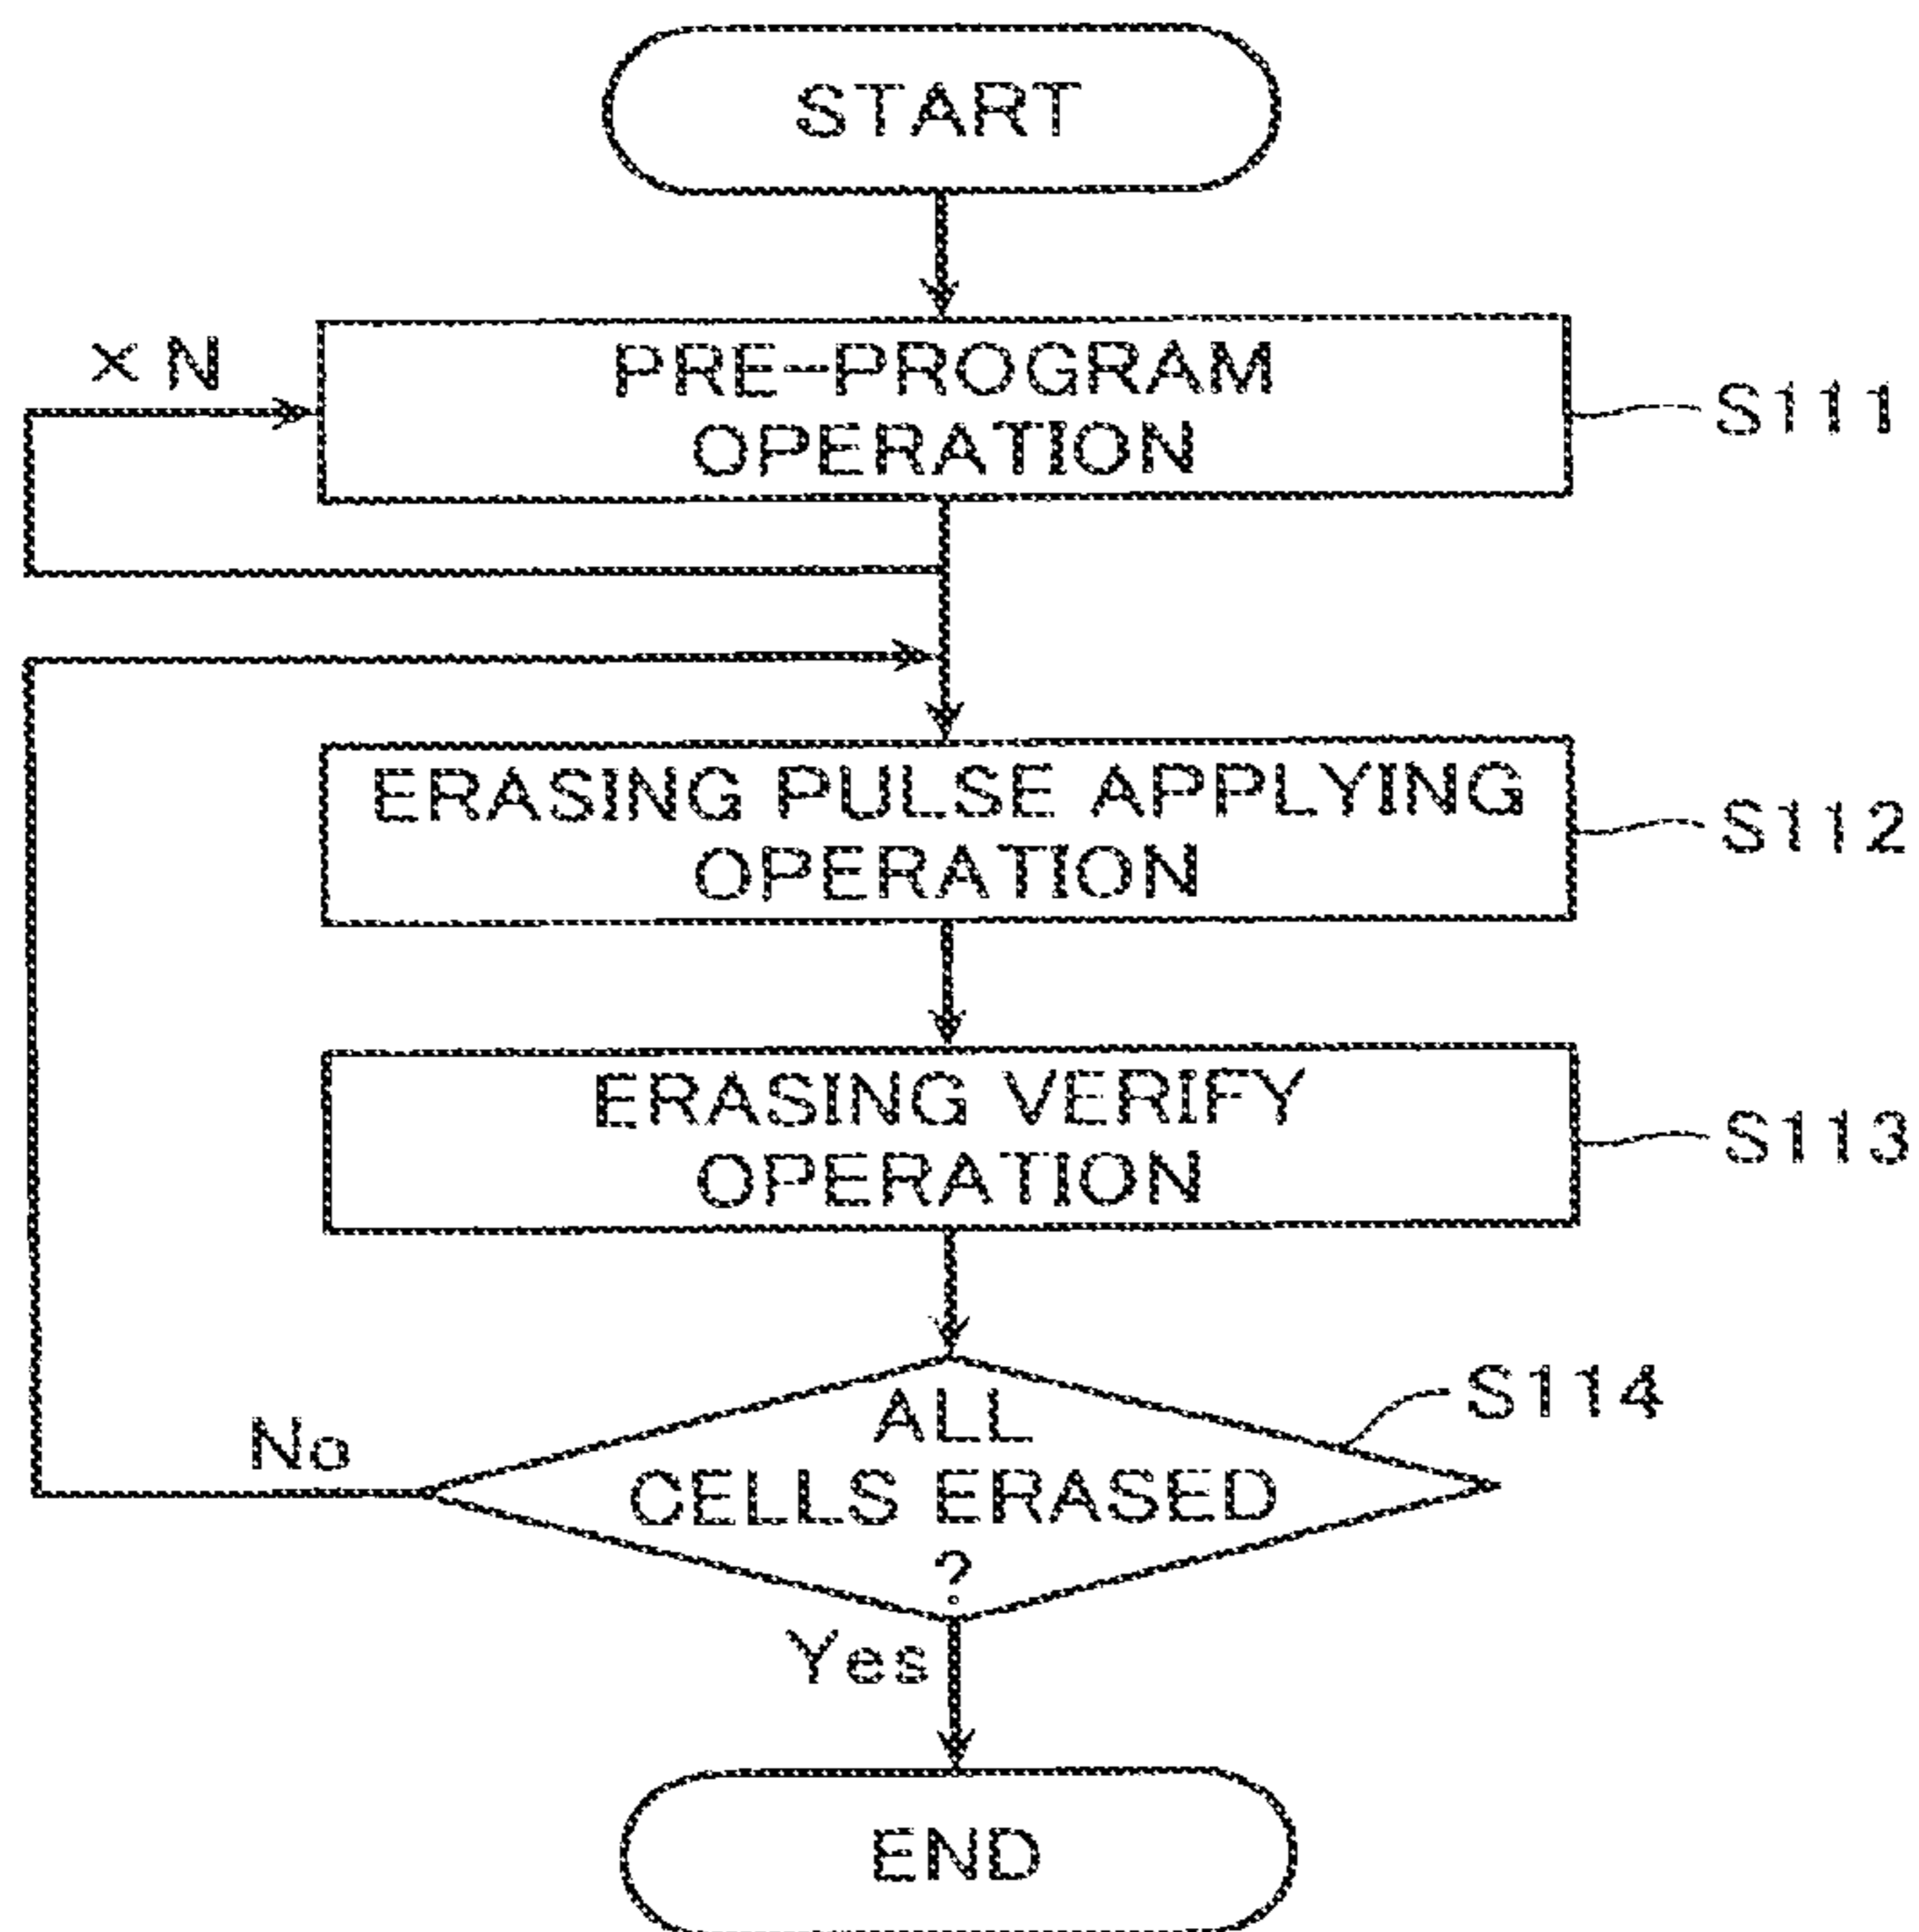 START
× N
PRE-PROGRAM
OPERATION
S111
ERASING PULSE APPLYING
OPERATION
S112
ERASING VERIFY
OPERATION
S113
ALL
CELLS ERASED
?
S114
No
Yes
END